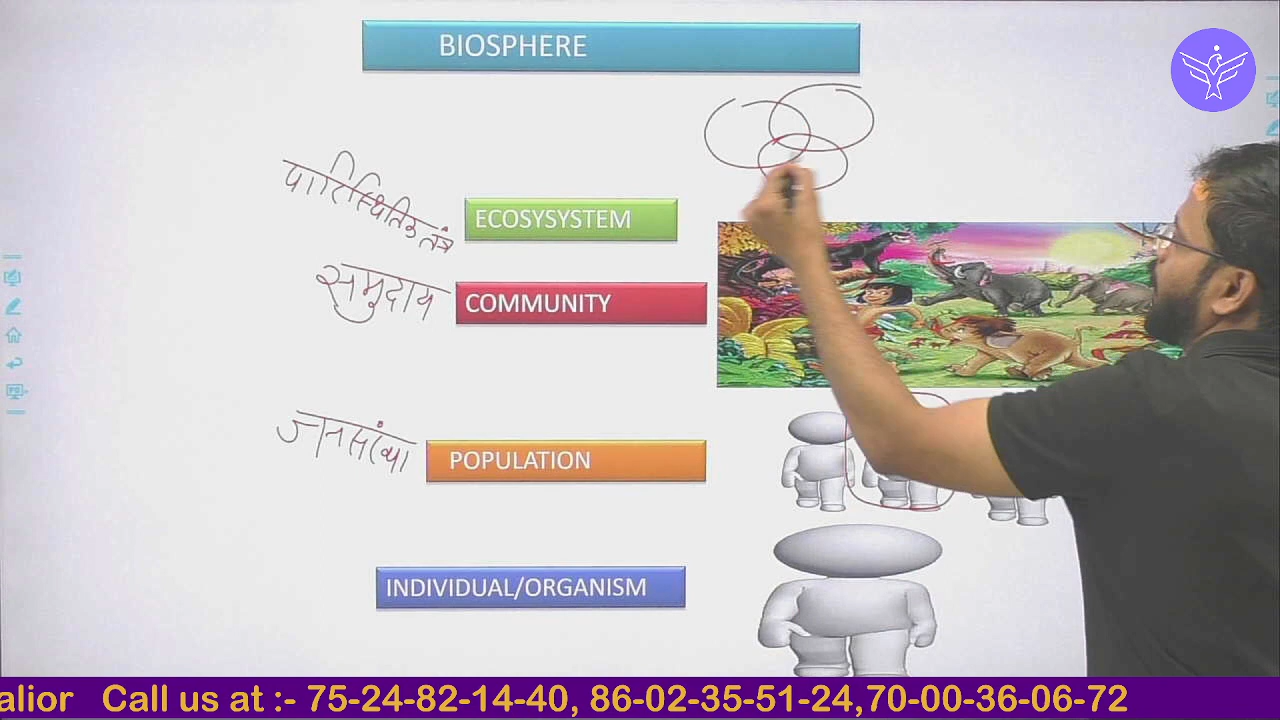 BIOSPHERE
पारिस्थितिक तंत्र
ECOSYSYSTEM
समुदाय
COMMUNITY
जनसंख्या
POPULATION
INDIVIDUAL/ORGANISM
alior Call us at :- 75-24-82-14-40, 86-02-35-51-24,70-00-36-06-72